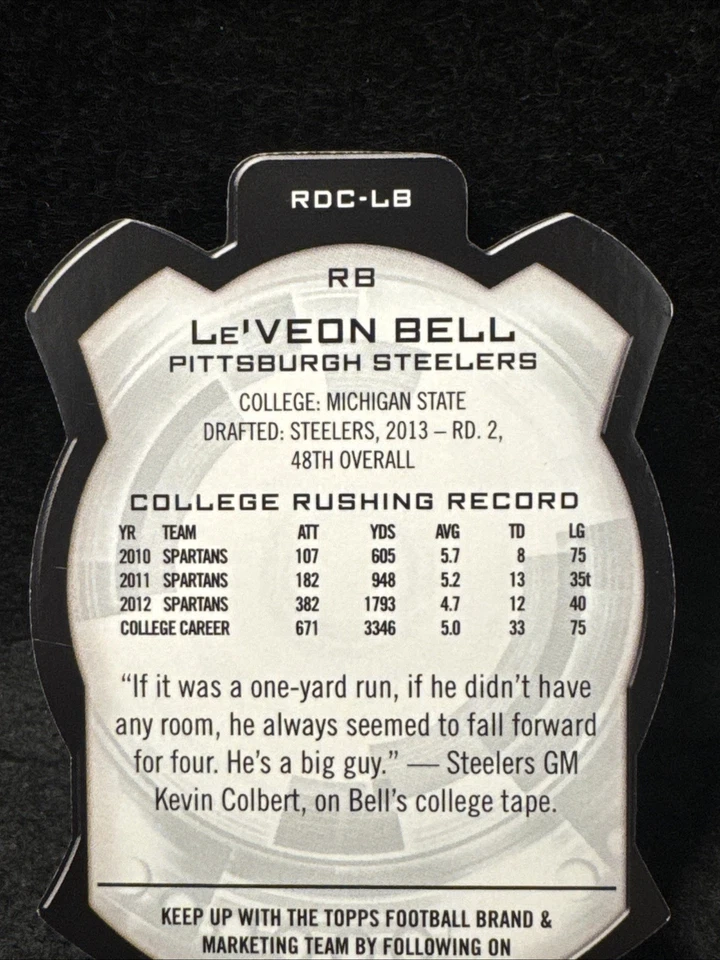 RDC-LB
RB
Le'VEON BELL
PITTSBURGH STEELERS
COLLEGE: MICHIGAN STATE
DRAFTED: STEELERS, 2013 – RD. 2,
48TH OVERALL
COLLEGE RUSHING RECORD
YR TEAM ATT YDS AVG TD LG
2010 SPARTANS 107 605 5.7 8 75
2011 SPARTANS 182 948 5.2 13 35t
2012 SPARTANS 382 1793 4.7 12 40
COLLEGE CAREER 671 3346 5.0 33 75
“If it was a one-yard run, if he didn’t have
any room, he always seemed to fall forward
for four. He’s a big guy.” — Steelers GM
Kevin Colbert, on Bell’s college tape.
KEEP UP WITH THE TOPPS FOOTBALL BRAND &
MARKETING TEAM BY FOLLOWING ON